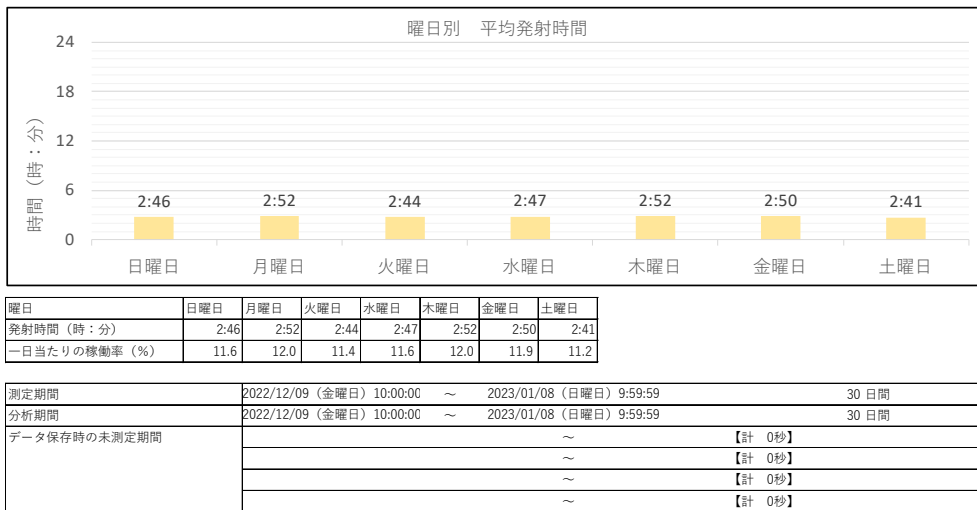 曜日別　平均発射時間
時間（時：分）
24
18
12
6
0
2:46 2:52 2:44 2:47 2:52 2:50 2:41
日曜日 月曜日 火曜日 水曜日 木曜日 金曜日 土曜日
曜日 日曜日 月曜日 火曜日 水曜日 木曜日 金曜日 土曜日
発射時間（時：分） 2:46 2:52 2:44 2:47 2:52 2:50 2:41
一日当たりの稼働率（%） 11.6 12.0 11.4 11.6 12.0 11.9 11.2
測定期間 2022/12/09（金曜日）10:00:00 ～ 2023/01/08（日曜日）9:59:59 30 日間
分析期間 2022/12/09（金曜日）10:00:00 ～ 2023/01/08（日曜日）9:59:59 30 日間
データ保存時の未測定期間 ～ 【計　0秒】
～ 【計　0秒】
～ 【計　0秒】
～ 【計　0秒】